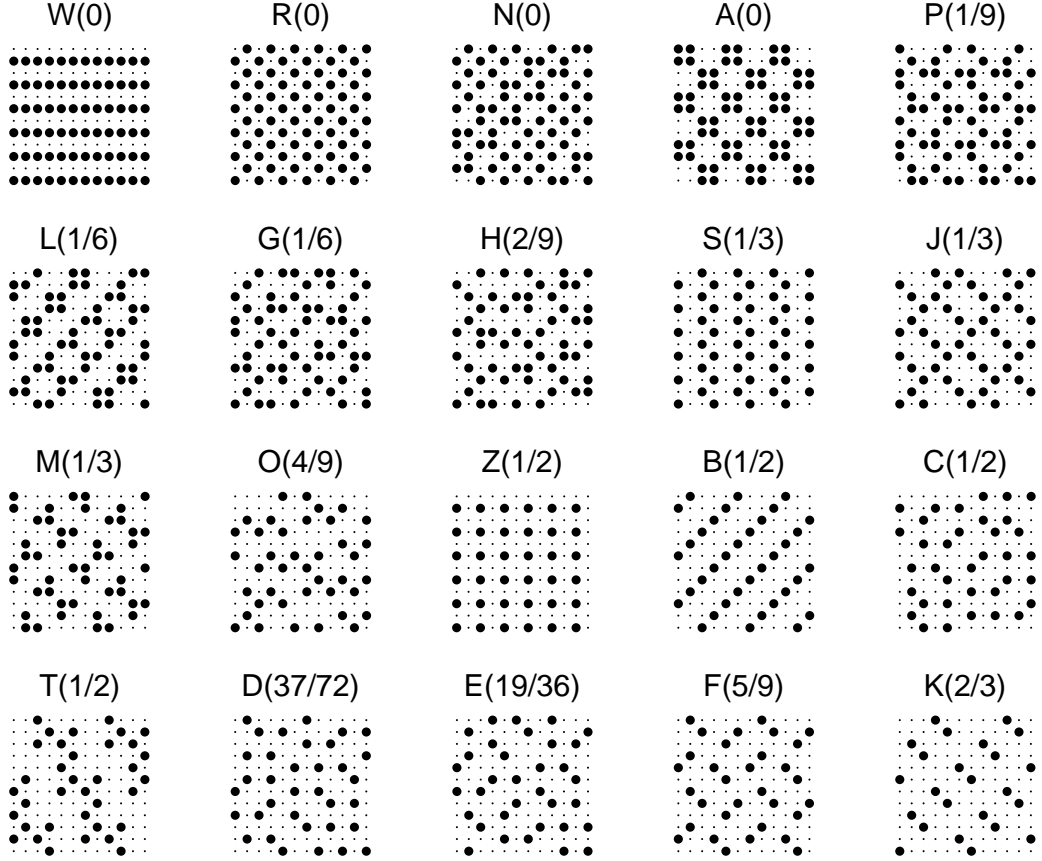 W(0) R(0) N(0) A(0) P(1/9)
L(1/6) G(1/6) H(2/9) S(1/3) J(1/3)
M(1/3) O(4/9) Z(1/2) B(1/2) C(1/2)
T(1/2) D(37/72) E(19/36) F(5/9) K(2/3)